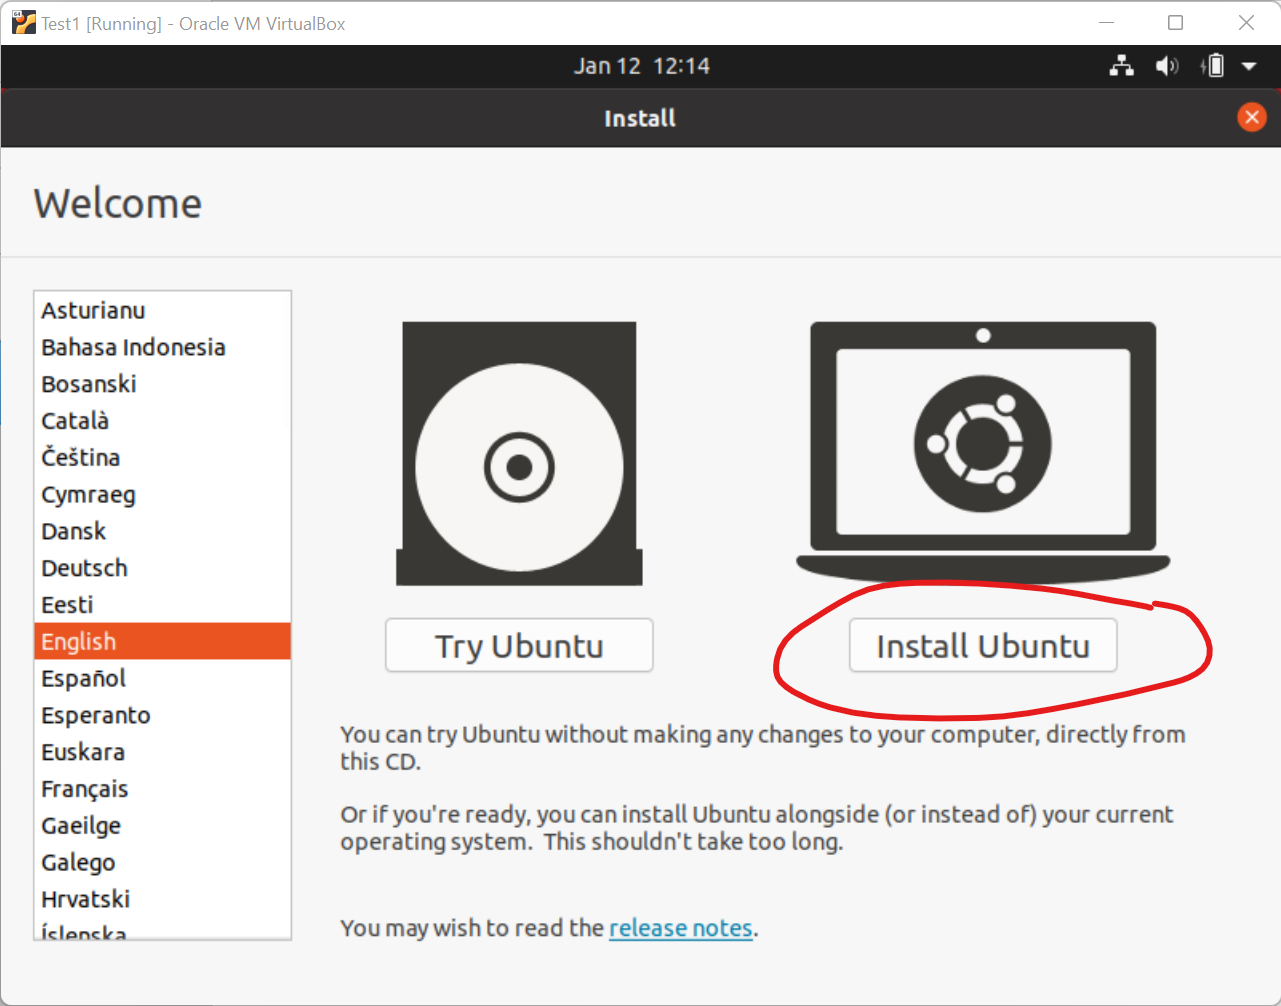 Test1 [Running] - Oracle VM VirtualBox
Jan 12  12:14
Install
Welcome
Asturianu
Bahasa Indonesia
Bosanski
Català
Čeština
Cymraeg
Dansk
Deutsch
Eesti
English
Español
Esperanto
Euskara
Français
Gaeilge
Galego
Hrvatski
Íslenska
Try Ubuntu
Install Ubuntu
You can try Ubuntu without making any changes to your computer, directly from
this CD.
Or if you're ready, you can install Ubuntu alongside (or instead of) your current
operating system.  This shouldn't take too long.
You may wish to read the release notes.